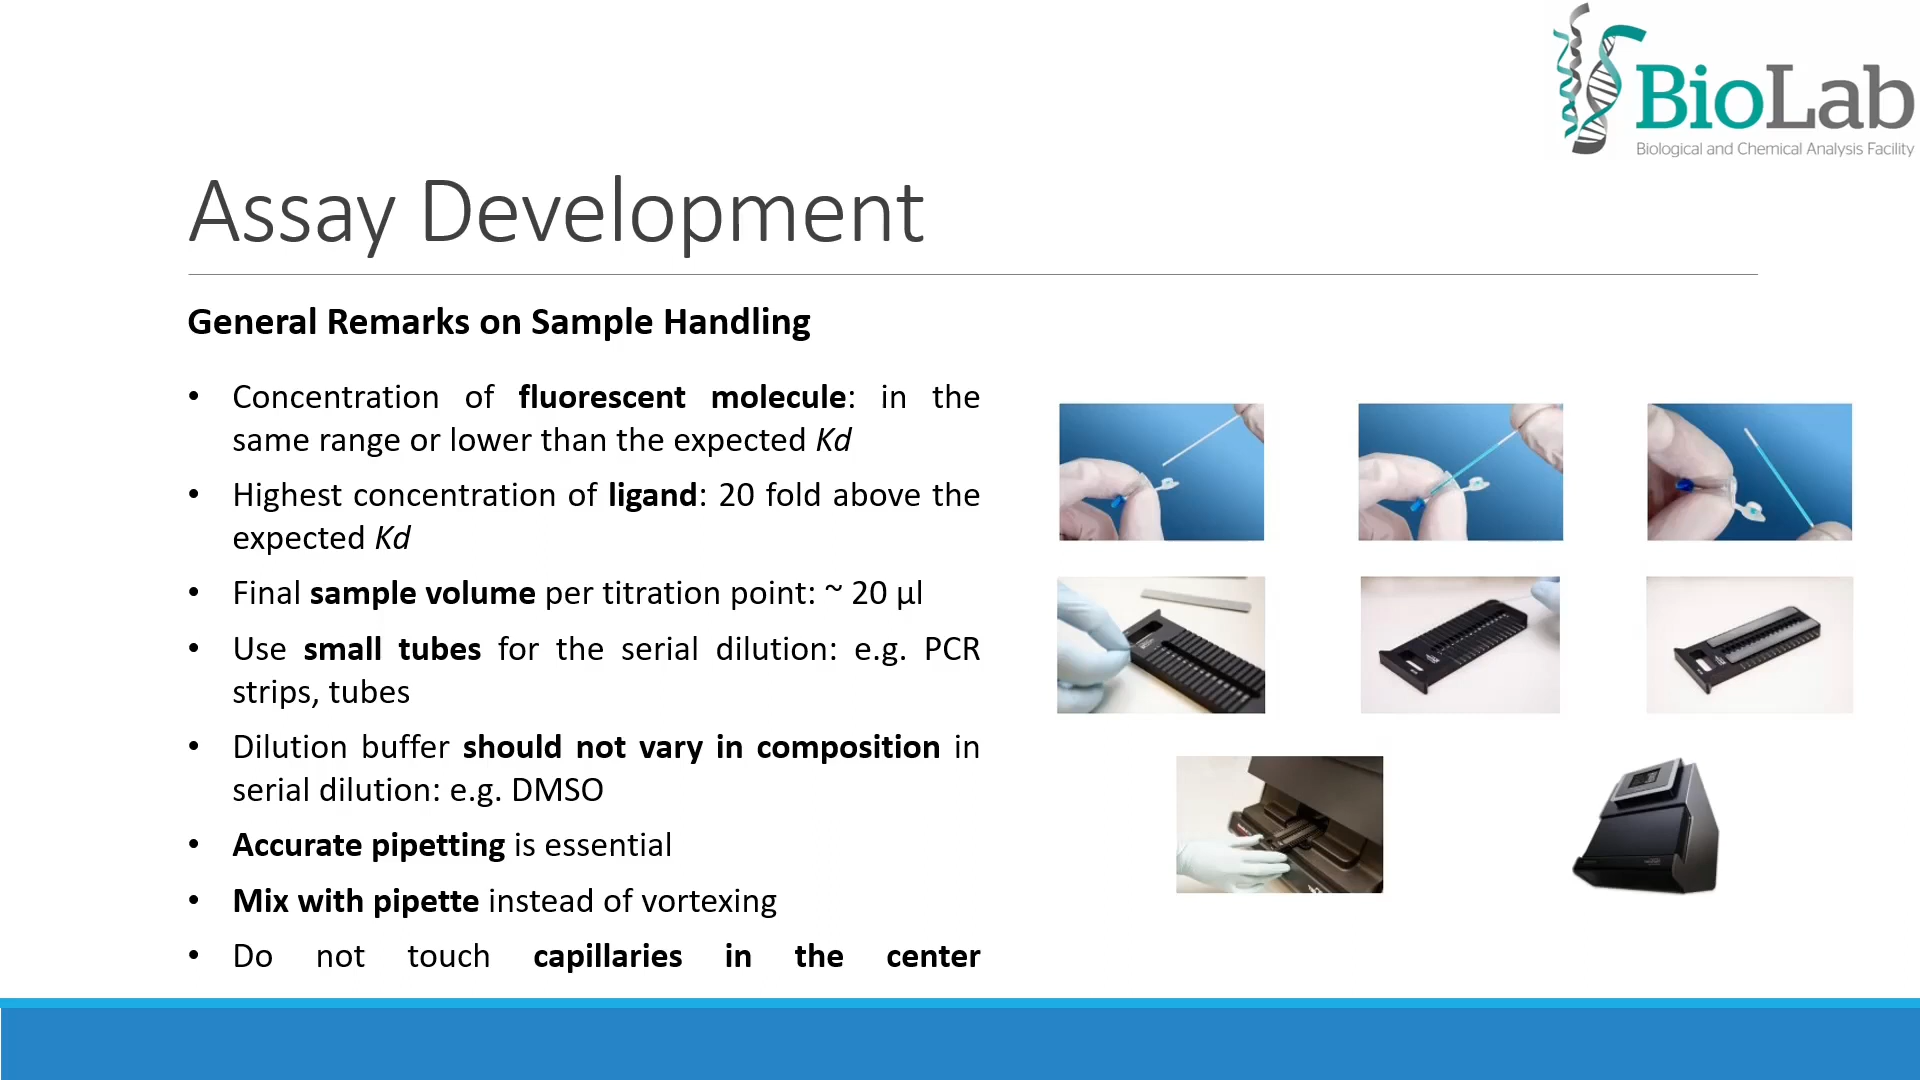 BioLab
Biological and Chemical Analysis Facility
Assay Development
General Remarks on Sample Handling
• Concentration of fluorescent molecule: in the
same range or lower than the expected Kd
• Highest concentration of ligand: 20 fold above the
expected Kd
• Final sample volume per titration point: ~ 20 µl
• Use small tubes for the serial dilution: e.g. PCR
strips, tubes
• Dilution buffer should not vary in composition in
serial dilution: e.g. DMSO
• Accurate pipetting is essential
• Mix with pipette instead of vortexing
• Do not touch capillaries in the center